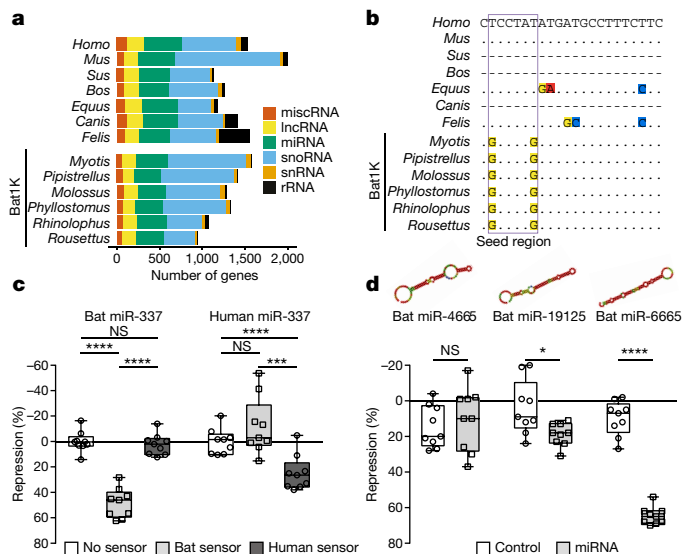 a
Homo
Mus
Sus
Bos
Equus
Canis
Felis
Bat1K
Myotis
Pipistrellus
Molossus
Phyllostomus
Rhinolophus
Rousettus
0 500 1,000 1,500 2,000
Number of genes
miscRNA
lncRNA
miRNA
snoRNA
snRNA
rRNA
b
Homo CTCCTATATGATGCCTTTCTTC
Mus ......................
Sus ----------------------
Bos ----------------------
Equus .......GA...........C..
Canis ----------------------
Felis ..........GC.......C..
Bat1K
Myotis .G....G...............
Pipistrellus .G....G...............
Molossus .G....G...............
Phyllostomus .G....G...............
Rhinolophus .G....G...............
Rousettus .G....G...............
Seed region
c
Bat miR-337 Human miR-337
NS ****
**** NS
**** ***
Repression (%)
−60
−40
−20
0
20
40
60
80
No sensor Bat sensor Human sensor
d
Bat miR-4665 Bat miR-19125 Bat miR-6665
NS * ****
Repression (%)
−20
0
20
40
60
80
Control miRNA